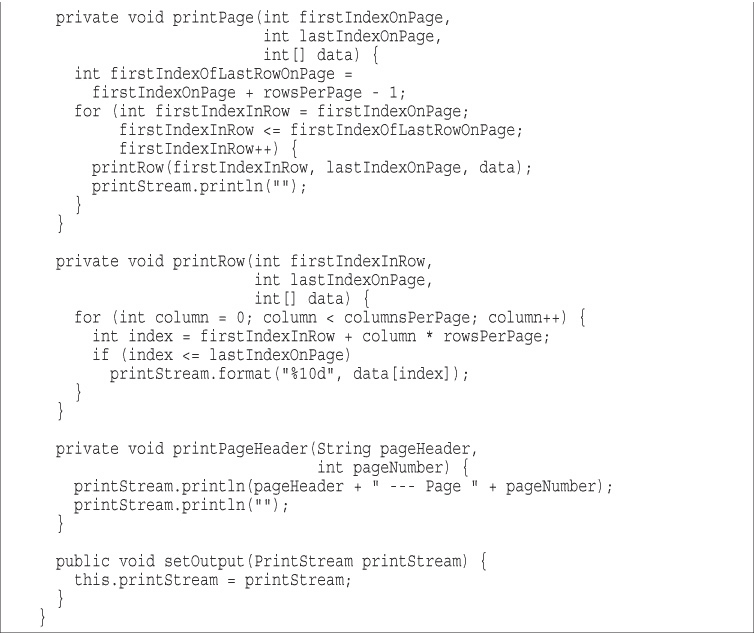 private void printPage(int firstIndexOnPage,
                       int lastIndexOnPage,
                       int[] data) {
  int firstIndexOfLastRowOnPage =
    firstIndexOnPage + rowsPerPage - 1;
  for (int firstIndexInRow = firstIndexOnPage;
       firstIndexInRow <= firstIndexOfLastRowOnPage;
       firstIndexInRow++) {
    printRow(firstIndexInRow, lastIndexOnPage, data);
    printStream.println("");
  }
}

private void printRow(int firstIndexInRow,
                      int lastIndexOnPage,
                      int[] data) {
  for (int column = 0; column < columnsPerPage; column++) {
    int index = firstIndexInRow + column * rowsPerPage;
    if (index <= lastIndexOnPage)
      printStream.format("%10d", data[index]);
  }
}

private void printPageHeader(String pageHeader,
                             int pageNumber) {
  printStream.println(pageHeader + " --- Page " + pageNumber);
  printStream.println("");
}

public void setOutput(PrintStream printStream) {
  this.printStream = printStream;
}
}